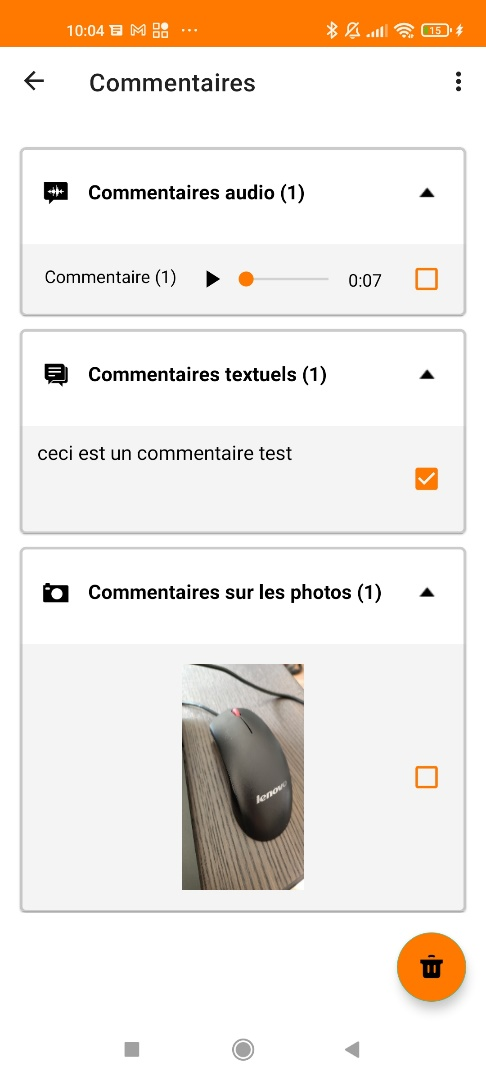 10:04
15
Commentaires
Commentaires audio (1)
Commentaire (1)
0:07
Commentaires textuels (1)
ceci est un commentaire test
Commentaires sur les photos (1)
lenovo